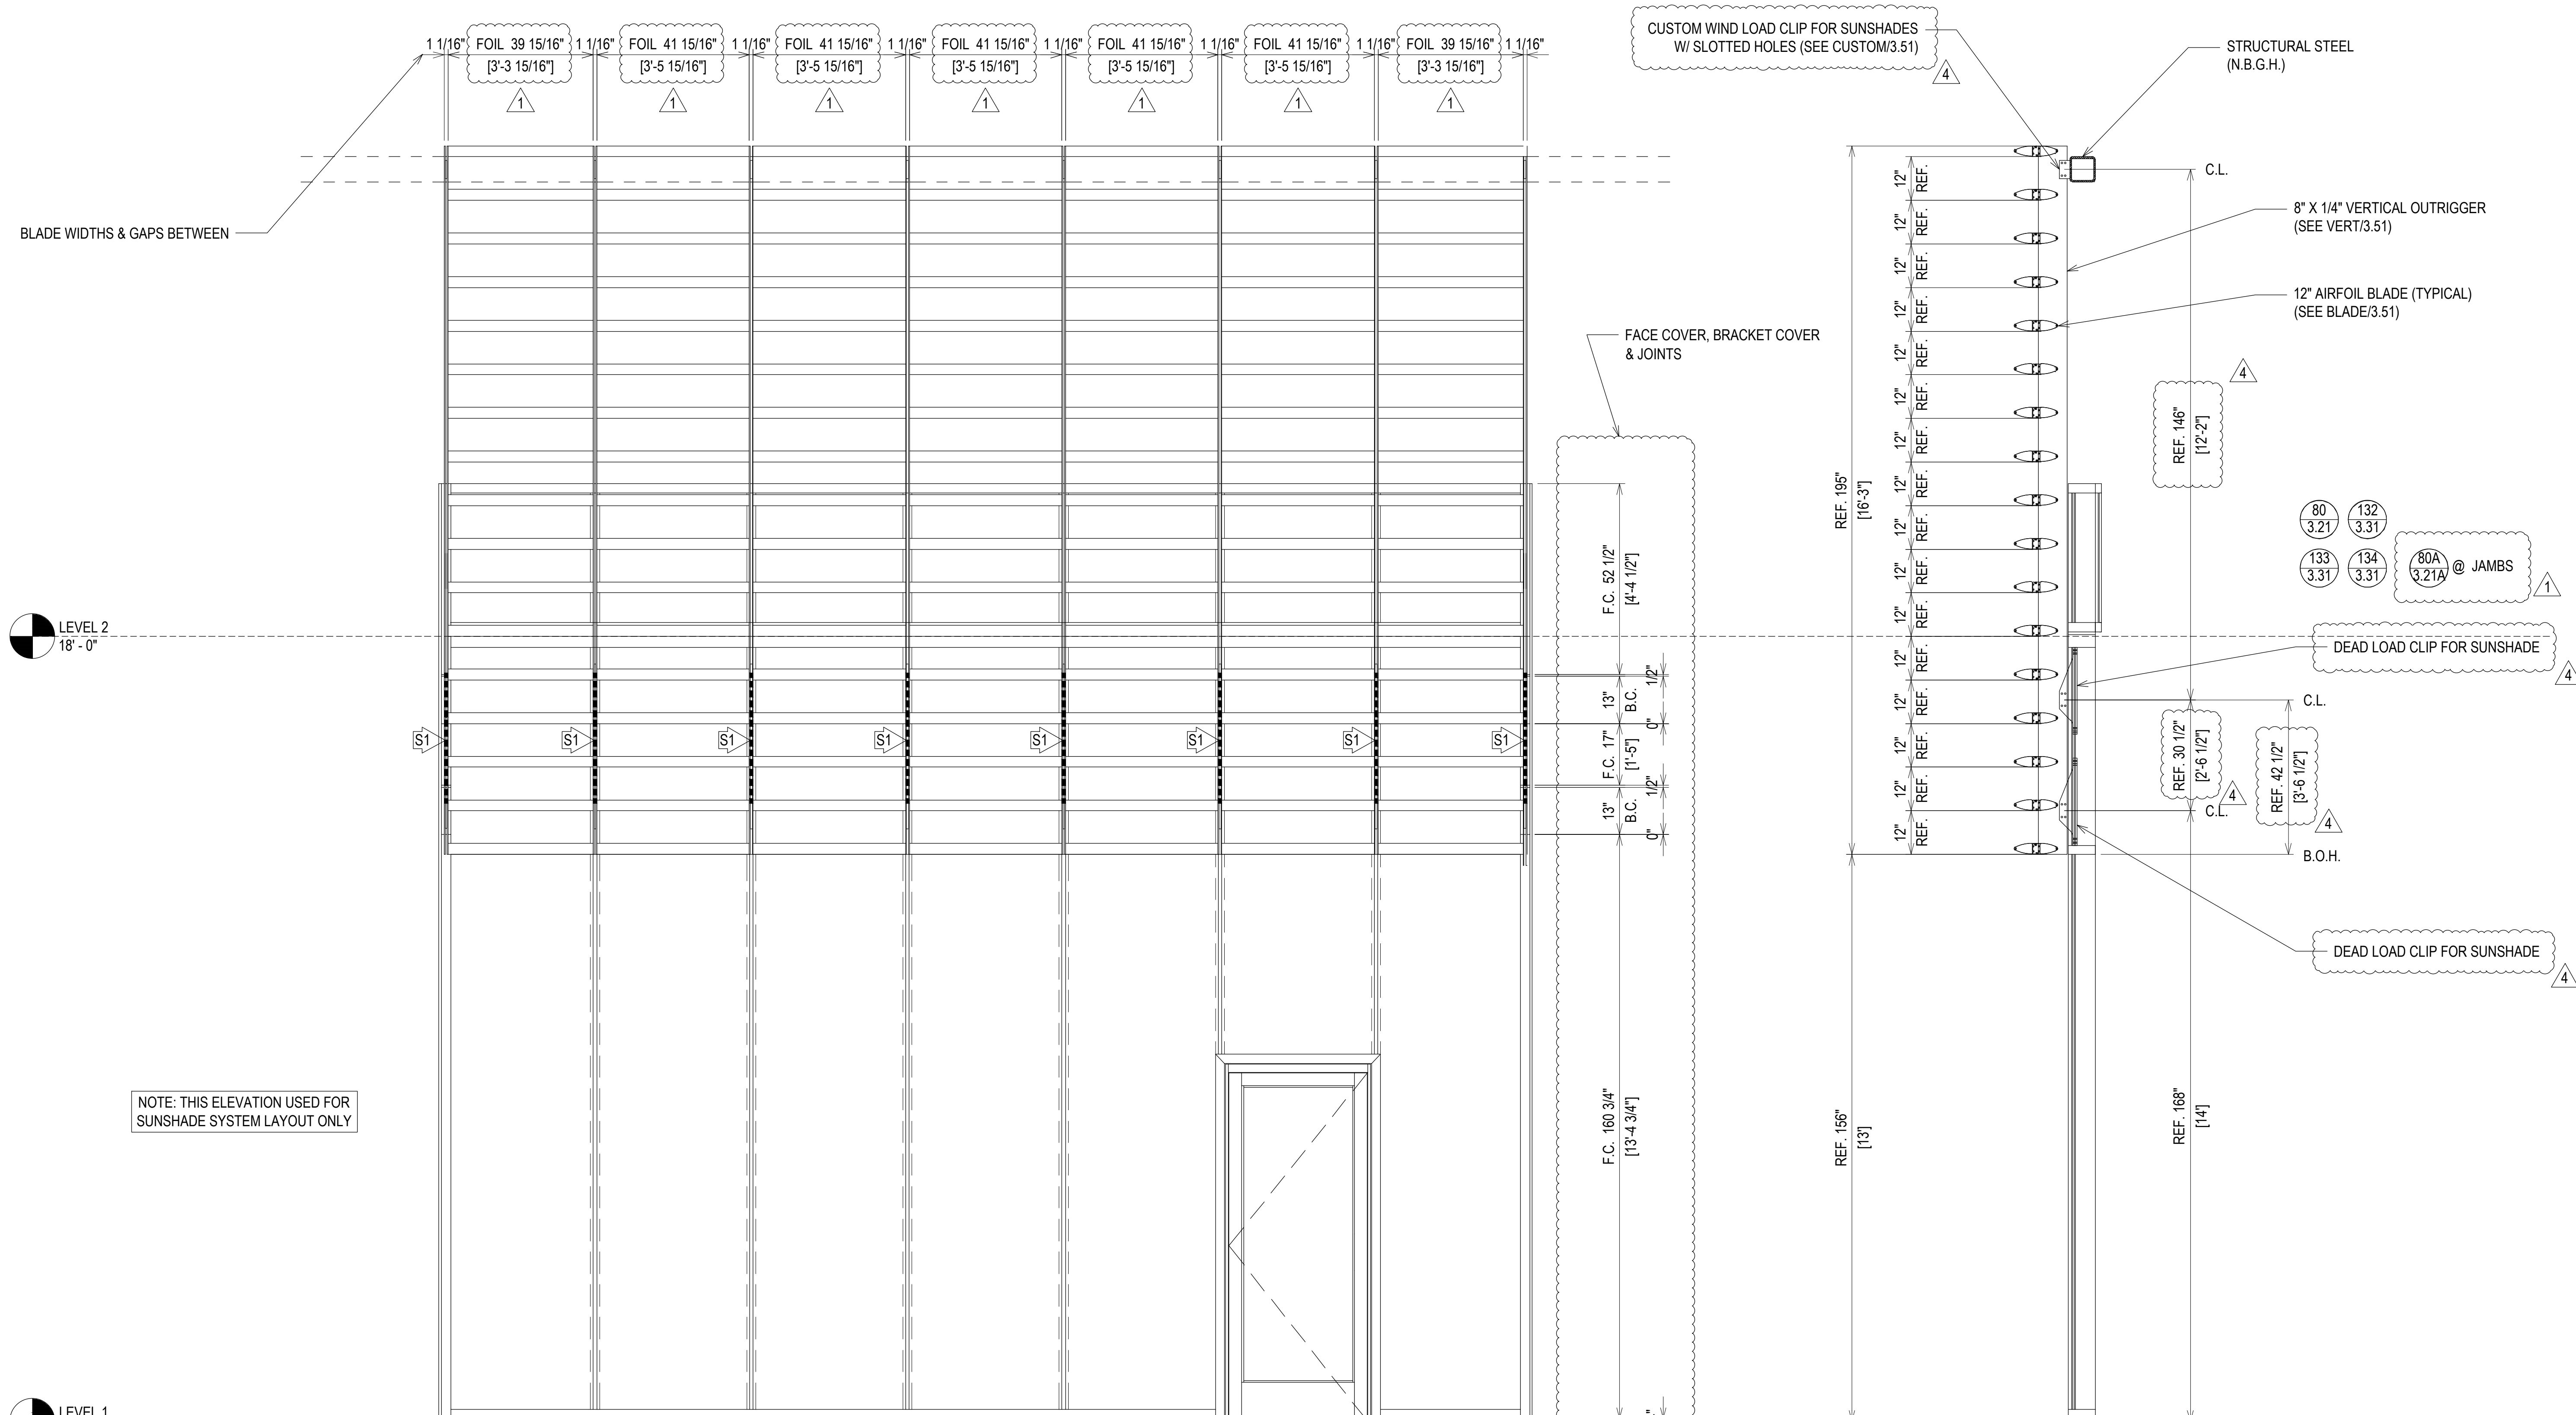 1 1/16" FOIL 39 15/16" 1 1/16" FOIL 41 15/16" 1 1/16" FOIL 41 15/16" 1 1/16" FOIL 41 15/16" 1 1/16" FOIL 41 15/16" 1 1/16" FOIL 41 15/16" 1 1/16" FOIL 39 15/16" 1 1/16"
[3'-3 15/16"] [3'-5 15/16"] [3'-5 15/16"] [3'-5 15/16"] [3'-5 15/16"] [3'-5 15/16"] [3'-3 15/16"]
1 1 1 1 1 1 1
BLADE WIDTHS & GAPS BETWEEN
CUSTOM WIND LOAD CLIP FOR SUNSHADES
W/ SLOTTED HOLES (SEE CUSTOM/3.51)
4
STRUCTURAL STEEL
(N.B.G.H.)
C.L.
8" X 1/4" VERTICAL OUTRIGGER
(SEE VERT/3.51)
12" AIRFOIL BLADE (TYPICAL)
(SEE BLADE/3.51)
FACE COVER, BRACKET COVER
& JOINTS
12"
REF.
12"
REF.
12"
REF.
12"
REF.
12"
REF.
12"
REF.
12"
REF.
12"
REF.
12"
REF.
12"
REF.
12"
REF.
12"
REF.
12"
REF.
12"
REF.
12"
REF.
12"
REF.
REF. 195"
[16'-3"]
REF. 156"
[13']
REF. 146"
[12'-2"]
4
80
3.21
132
3.31
133
3.31
134
3.31
80A
3.21A
@ JAMBS
1
DEAD LOAD CLIP FOR SUNSHADE
4
C.L.
REF. 30 1/2"
[2'-6 1/2"]
4
REF. 42 1/2"
[3'-6 1/2"]
4
C.L.
B.O.H.
DEAD LOAD CLIP FOR SUNSHADE
4
REF. 168"
[14']
F.C. 52 1/2"
[4'-4 1/2"]
1/2"
13"
B.C.
0"
F.C. 17"
[1'-5"]
1/2"
13"
B.C.
0"
F.C. 160 3/4"
[13'-4 3/4"]
LEVEL 2
18' - 0"
S1 S1 S1 S1 S1 S1 S1 S1
NOTE: THIS ELEVATION USED FOR
SUNSHADE SYSTEM LAYOUT ONLY
LEVEL 1